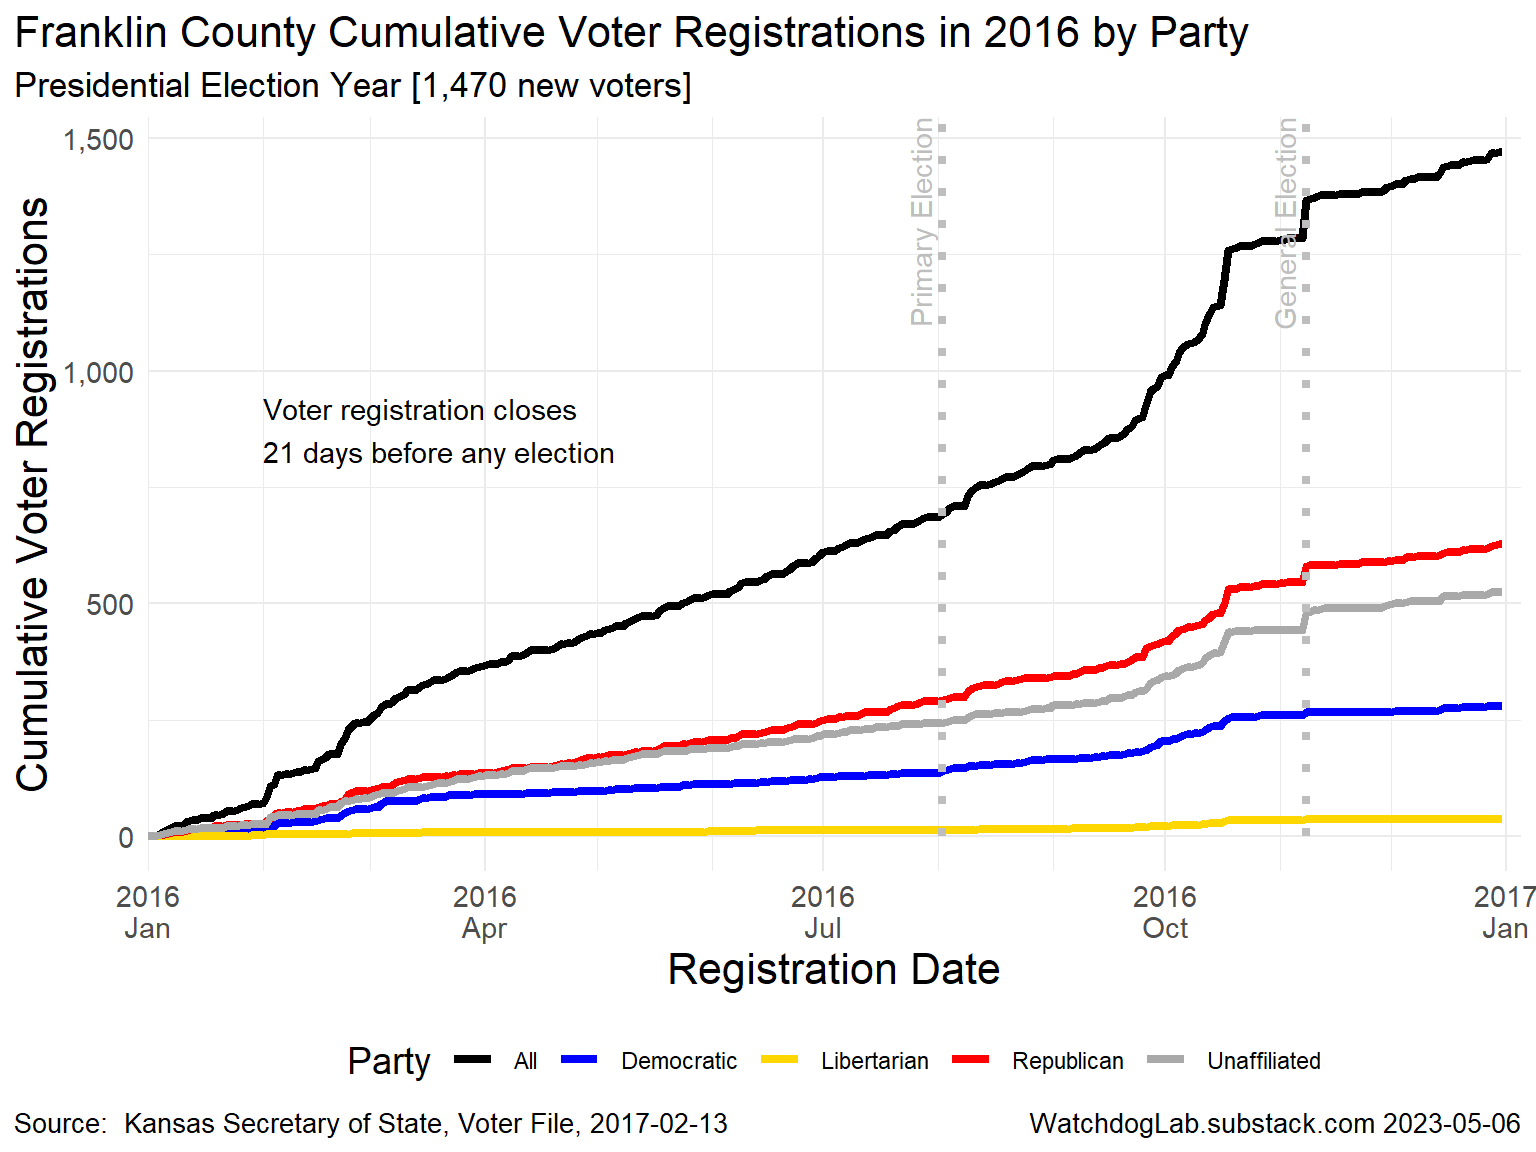 Franklin County Cumulative Voter Registrations in 2016 by Party
Presidential Election Year [1,470 new voters]
Cumulative Voter Registrations
1,500
1,000
500
0
Primary Election
General Election
Voter registration closes
21 days before any election
2016
Jan
2016
Apr
2016
Jul
2016
Oct
2017
Jan
Registration Date
Party All Democratic Libertarian Republican Unaffiliated
Source:  Kansas Secretary of State, Voter File, 2017-02-13
WatchdogLab.substack.com 2023-05-06